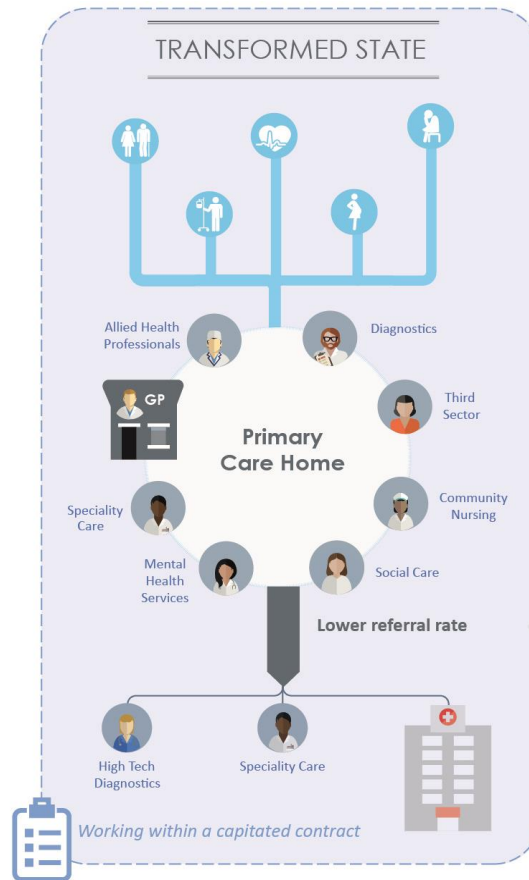 TRANSFORMED STATE
Allied Health
Professionals
Diagnostics
GP
Third
Sector
Primary
Care Home
Speciality
Care
Community
Nursing
Mental
Health
Services
Social Care
Lower referral rate
High Tech
Diagnostics
Speciality Care
Working within a capitated contract